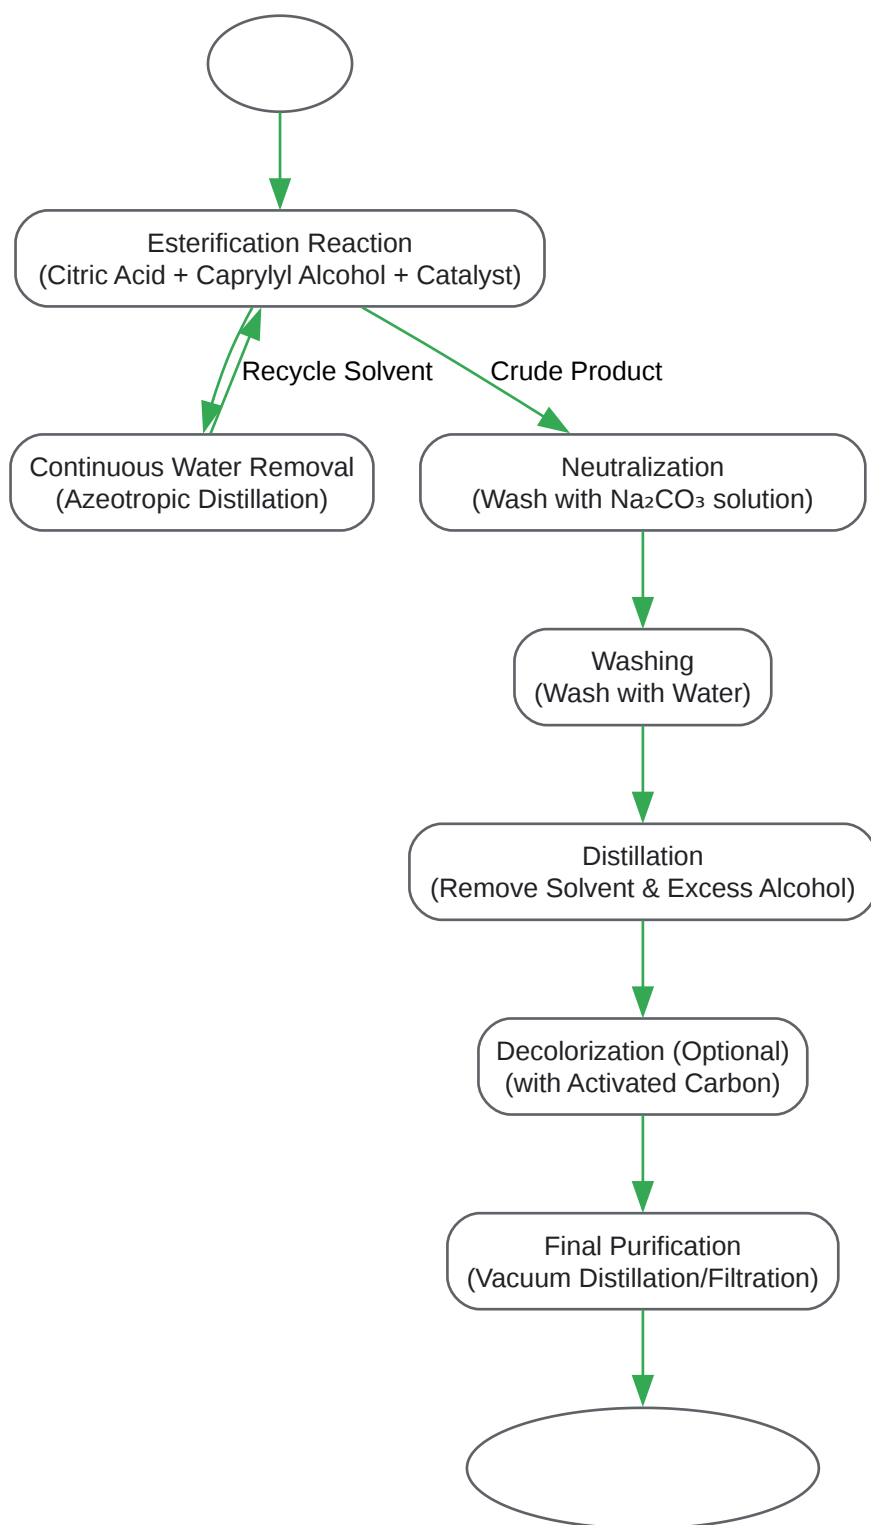 Esterification Reaction
(Citric Acid + Caprylyl Alcohol + Catalyst)
Recycle Solvent
Crude Product
Continuous Water Removal
(Azeotropic Distillation)
Neutralization
(Wash with Na₂CO₃ solution)
Washing
(Wash with Water)
Distillation
(Remove Solvent & Excess Alcohol)
Decolorization (Optional)
(with Activated Carbon)
Final Purification
(Vacuum Distillation/Filtration)